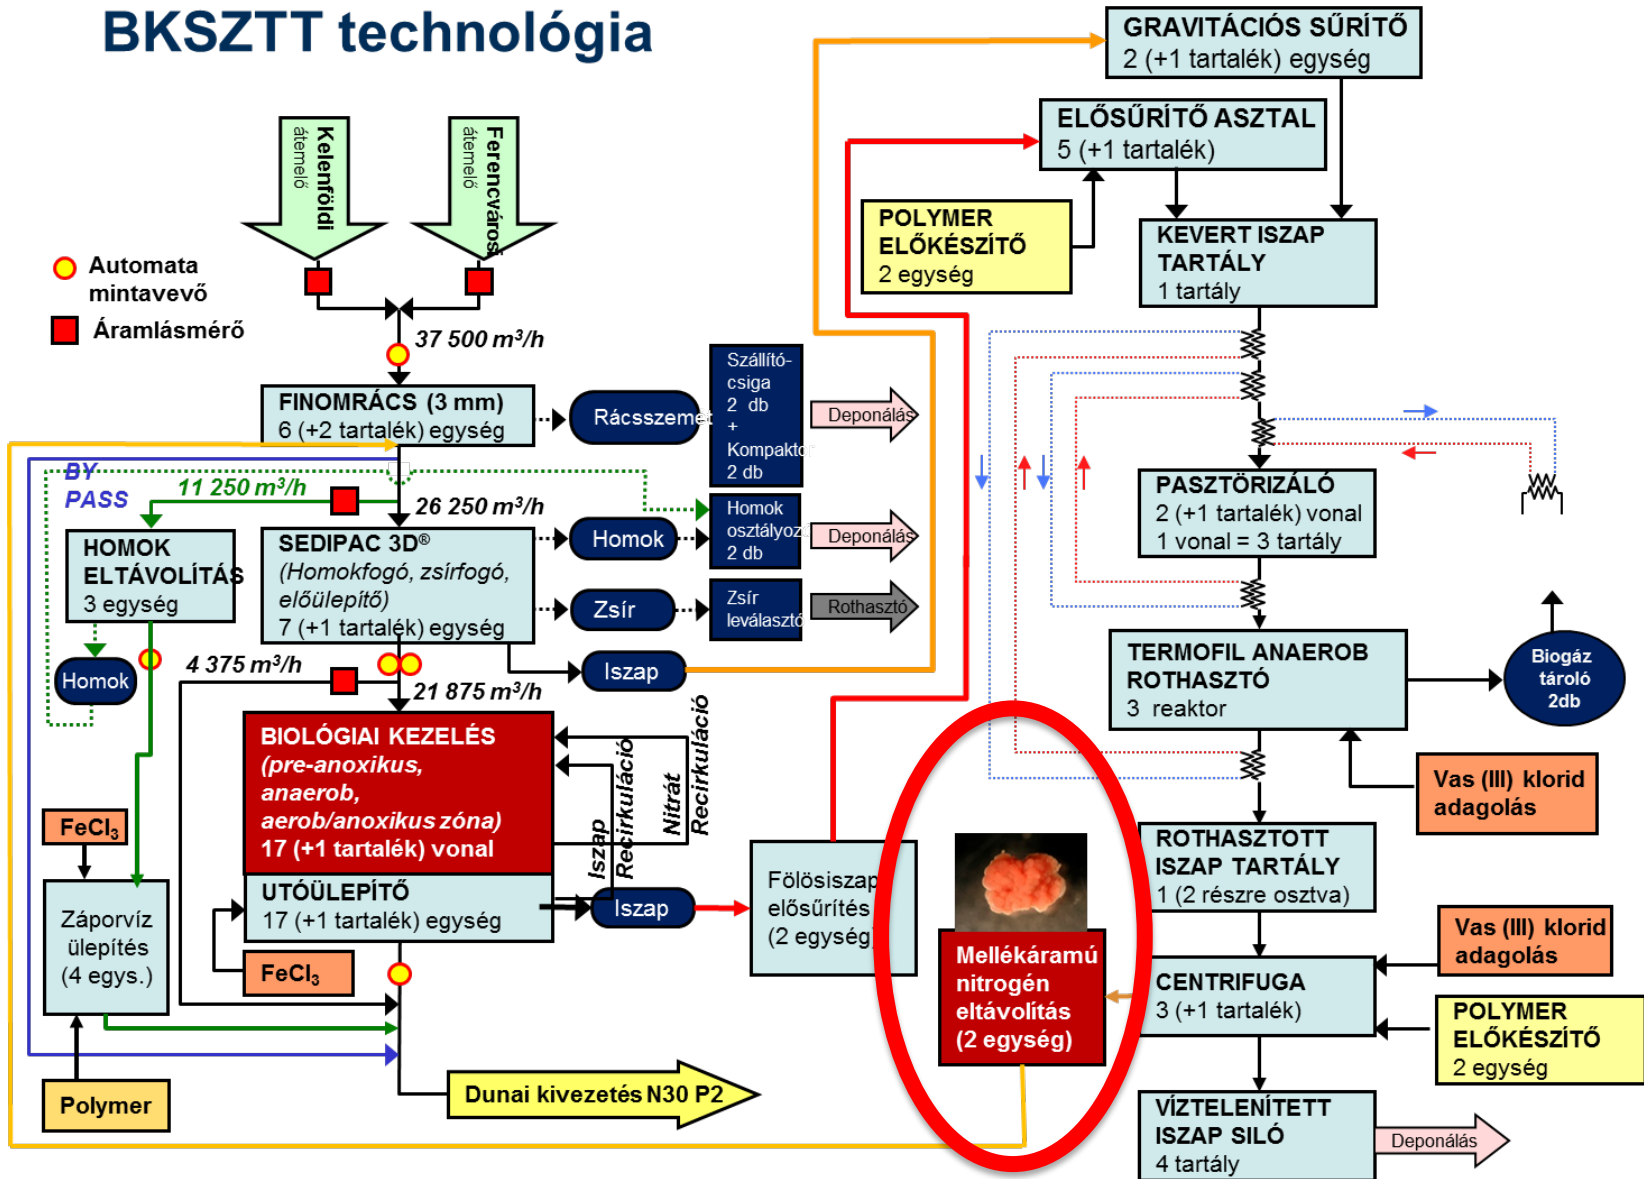 BKSZTT technológia
Kelenföldi
átemelő
Ferencvárosi
átemelő
Automata
mintavevő
Áramlásmérő
37 500 m³/h
FINOMRÁCS (3 mm)
6 (+2 tartalék) egység
Rácsszemét
Szállító-
csiga
2 db
+
Kompaktor
2 db
Deponálás
BY
PASS
11 250 m³/h
26 250 m³/h
HOMOK
ELTÁVOLÍTÁS
3 egység
SEDIPAC 3D®
(Homokfogó, zsírfogó,
előülepítő)
7 (+1 tartalék) egység
Homok
Homok
osztályozó
2 db
Deponálás
Zsír
Zsír
leválasztó
Rothasztó
Iszap
Homok
4 375 m³/h
21 875 m³/h
BIOLÓGIAI KEZELÉS
(pre-anoxikus,
anaerob,
aerob/anoxikus zóna)
17 (+1 tartalék) vonal
Iszap
Recirkuláció
Nitrát
Recirkuláció
UTÓÜLEPÍTŐ
17 (+1 tartalék) egység
Iszap
FeCl₃
FeCl₃
Záporvíz
ülepítés
(4 egys.)
Polymer
Dunai kivezetés N30 P2
Fölösiszap
elősűrítés
(2 egység)
Mellékáramú
nitrogén
eltávolítás
(2 egység)
GRAVITÁCIÓS SŰRÍTŐ
2 (+1 tartalék) egység
ELŐSŰRÍTŐ ASZTAL
5 (+1 tartalék)
POLYMER
ELŐKÉSZÍTŐ
2 egység
KEVERT ISZAP
TARTÁLY
1 tartály
PASZTÖRIZÁLÓ
2 (+1 tartalék) vonal
1 vonal = 3 tartály
TERMOFIL ANAEROB
ROTHASZTÓ
3 reaktor
Biogáz
tároló
2db
Vas (III) klorid
adagolás
ROTHASZTOTT
ISZAP TARTÁLY
1 (2 részre osztva)
Vas (III) klorid
adagolás
CENTRIFUGA
3 (+1 tartalék)
POLYMER
ELŐKÉSZÍTŐ
2 egység
VÍZTELENÍTETT
ISZAP SILÓ
4 tartály
Deponálás